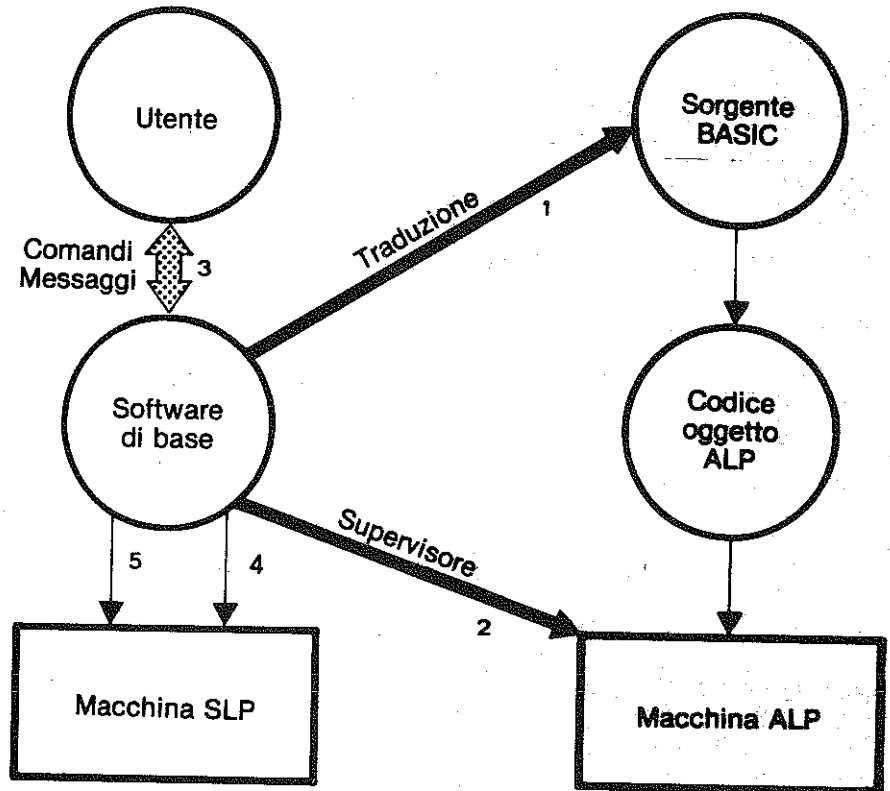 Utente
Sorgente
BASIC
Traduzione
1
Comandi
Messaggi
3
Software
di base
Codice
oggetto
ALP
Supervisore
2
5
4
Macchina SLP
Macchina ALP